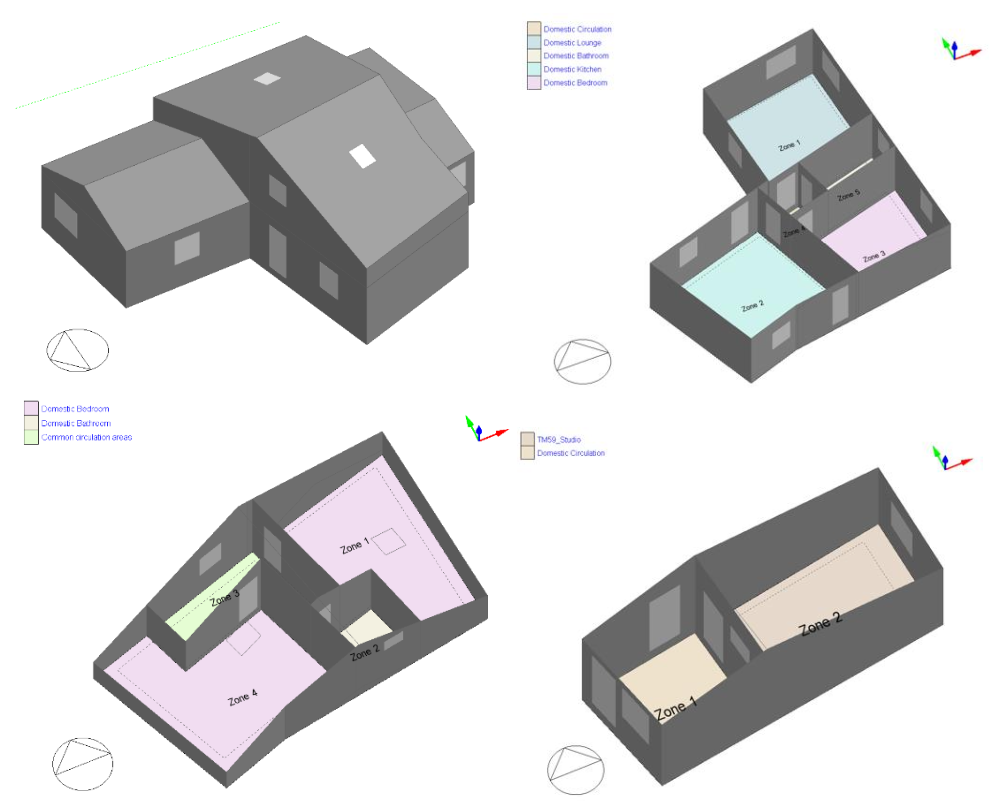 Domestic Circulation
Domestic Lounge
Domestic Bathroom
Domestic Kitchen
Domestic Bedroom
Zone 1
Zone 5
Zone 4
Zone 3
Zone 2
Domestic Bedroom
Domestic Bathroom
Common circulation areas
Zone 1
Zone 3
Zone 2
Zone 4
TM59_Studio
Domestic Circulation
Zone 2
Zone 1